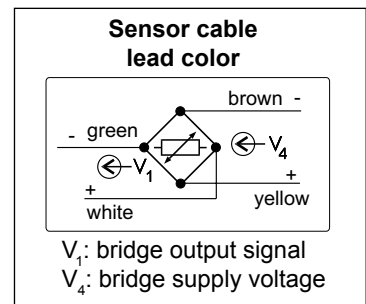 Sensor cable
lead color
brown -
- green
V₄
V₁
+
+
white
yellow
V₁: bridge output signal
V₄: bridge supply voltage